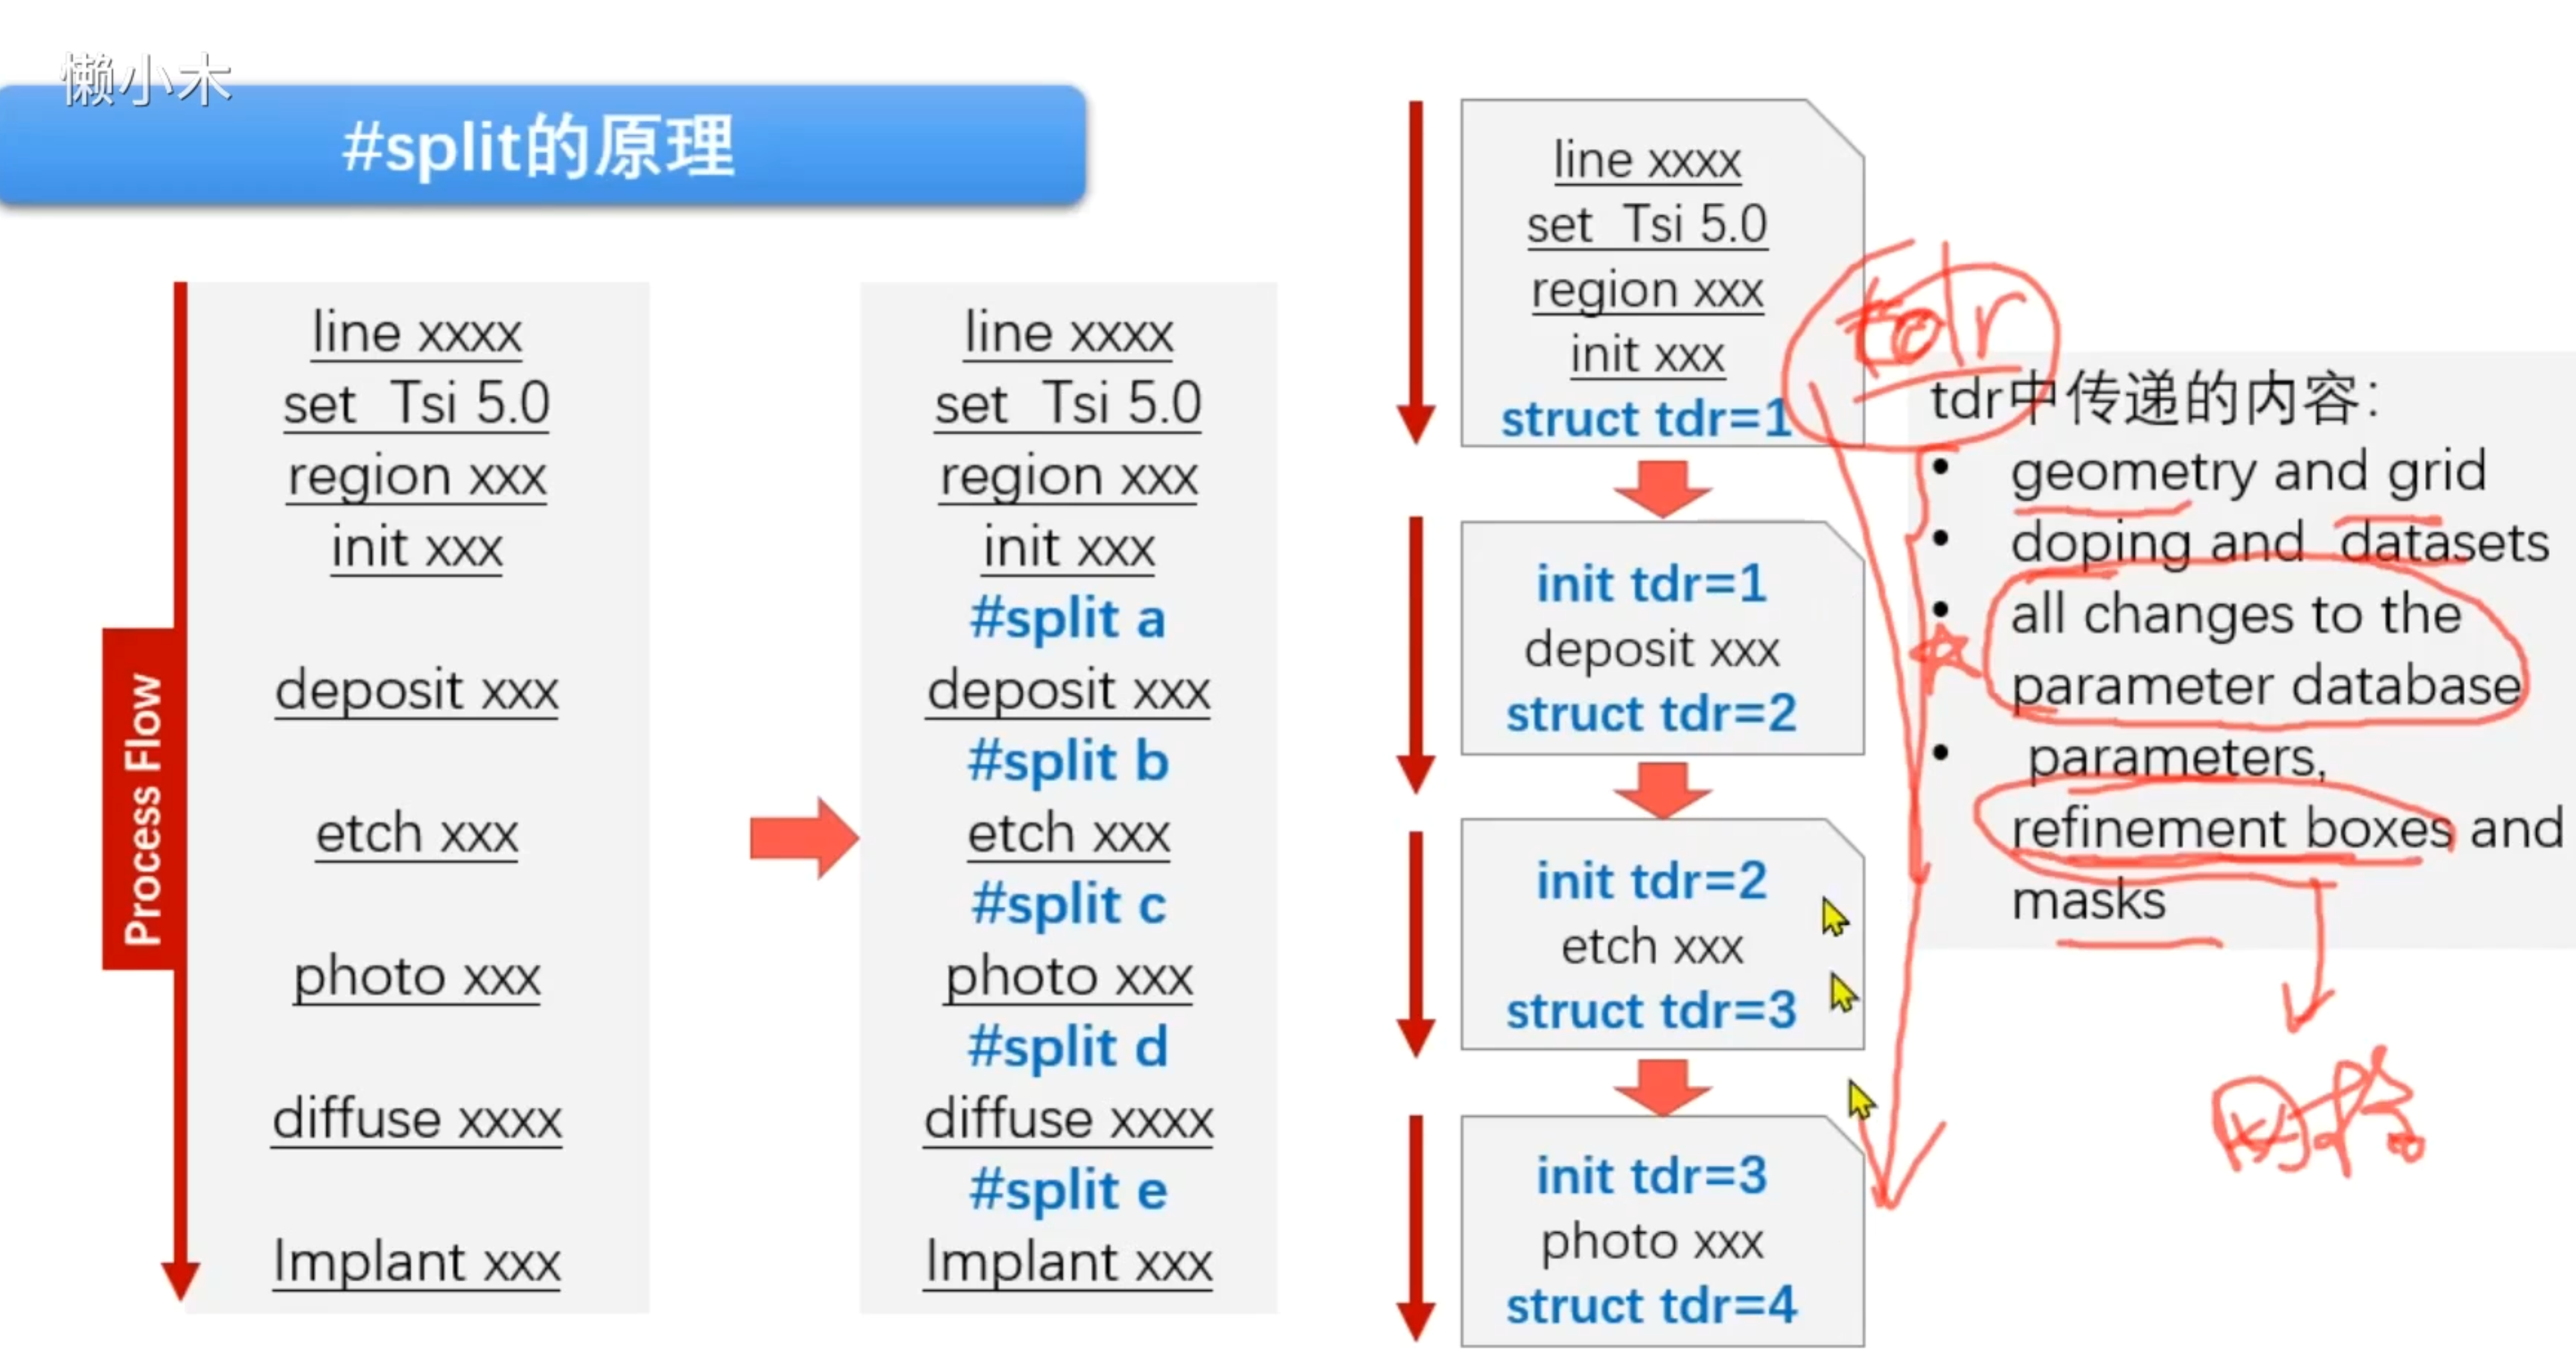 懒小木
#split的原理
Process Flow
line xxxx
set Tsi 5.0
region xxx
init xxx
deposit xxx
etch xxx
photo xxx
diffuse xxxx
Implant xxx
line xxxx
set Tsi 5.0
region xxx
init xxx
#split a
deposit xxx
#split b
etch xxx
#split c
photo xxx
#split d
diffuse xxxx
#split e
Implant xxx
line xxxx
set Tsi 5.0
region xxx
init xxx
struct tdr=1
init tdr=1
deposit xxx
struct tdr=2
init tdr=2
etch xxx
struct tdr=3
init tdr=3
photo xxx
struct tdr=4
tdr
tdr中传递的内容：
• geometry and grid
• doping and datasets
• all changes to the
parameter database
• parameters,
refinement boxes and
masks
网格